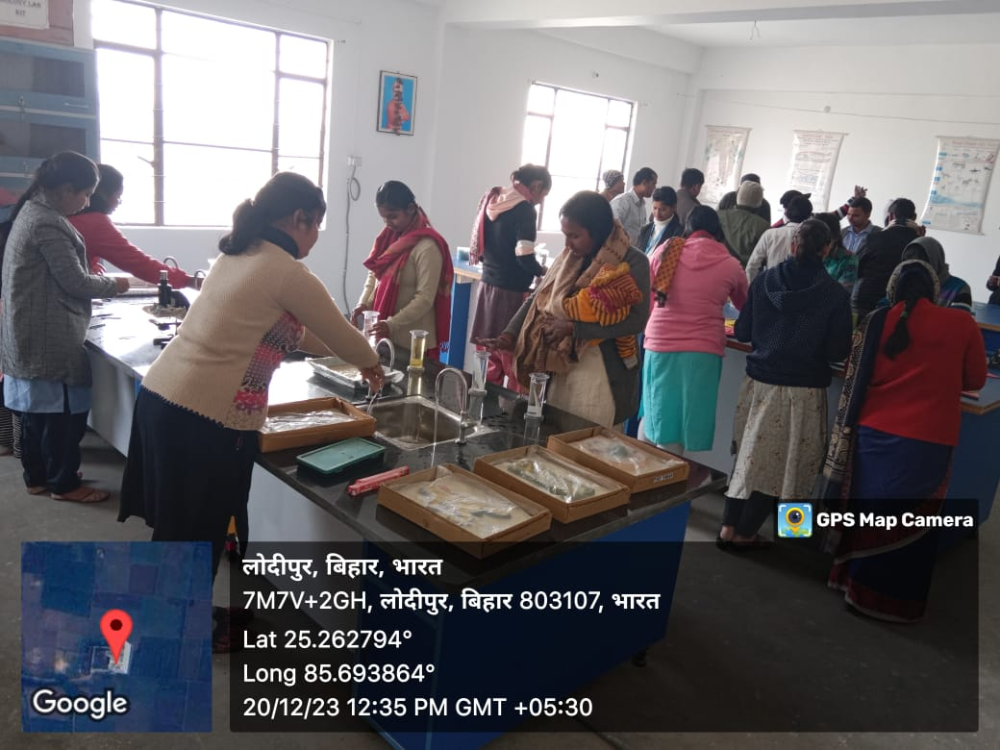 KIT
GPS Map Camera
लोदीपुर, बिहार, भारत
7M7V+2GH, लोदीपुर, बिहार 803107, भारत
Lat 25.262794°
Long 85.693864°
20/12/23 12:35 PM GMT +05:30
Google